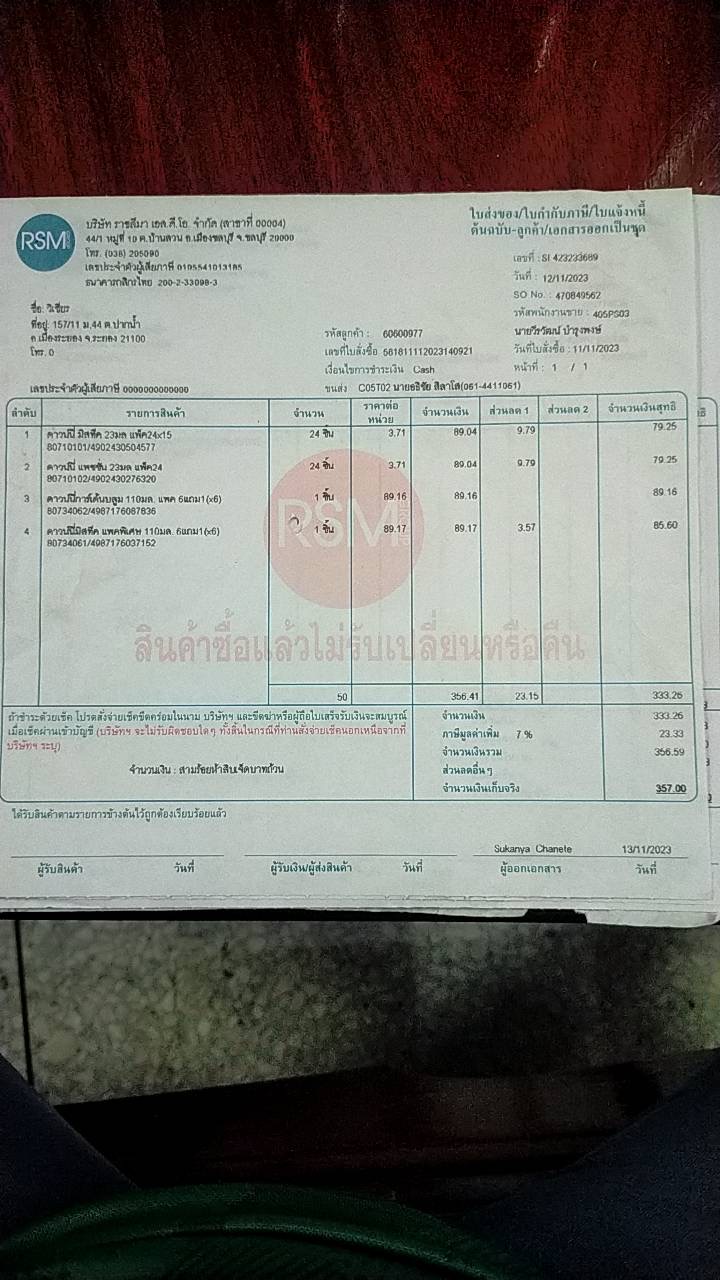 RSM
บริษัท ราชสีมา เอส.ดี.โอ. จำกัด (สาขาที่ 00004)
44/1 หมู่ที่ 10 ต.บ้านสวน อ.เมืองชลบุรี จ.ชลบุรี 20000
โทร. (038) 205090
เลขประจำตัวผู้เสียภาษี 0105541013185
ธนาคารกสิกรไทย 200-2-33098-3
ใบส่งของ/ใบกำกับภาษี/ใบแจ้งหนี้
ต้นฉบับ-ลูกค้า/เอกสารออกเป็นชุด
เลขที่ : SI 423233689
วันที่ : 12/11/2023
SO No. : 470849562
รหัสพนักงานขาย : 405PS03
นายวีรวัฒน์ บำรุงพงษ์
วันที่ใบสั่งซื้อ : 11/11/2023
หน้าที่ : 1 / 1
ชื่อ: วิเชียร
ที่อยู่: 157/11 ม.44 ต.ปากน้ำ
อ.เมืองระยอง จ.ระยอง 21100
โทร. 0
รหัสลูกค้า : 60600977
เลขที่ใบสั่งซื้อ 581811112023140921
เงื่อนไขการชำระเงิน Cash
เลขประจำตัวผู้เสียภาษี 0000000000000
ขนส่ง C05T02 นายอธิชัย สิลาโส(061-4411061)
ลำดับ รายการสินค้า จำนวน ราคาต่อหน่วย จำนวนเงิน ส่วนลด 1 ส่วนลด 2 จำนวนเงินสุทธิ
1 ดาวน์นี่ มิสทีค 23มล แพ็ค24x15 24 ชิ้น 3.71 89.04 9.79 79.25
80710101/4902430504577
2 ดาวน์นี่ แพชชั่น 23มล แพ็ค24 24 ชิ้น 3.71 89.04 9.79 79.25
80710102/4902430276320
3 ดาวน์นี่การ์เด้นบลูม 110มล. แพค 6แถม1(x6) 1 ชิ้น 89.16 89.16 89.16
80734062/4987176087836
4 ดาวน์นี่มิสทีค แพคพิเศษ 110มล. 6แถม1(x6) 1 ชิ้น 89.17 89.17 3.57 85.60
80734061/4987176037152
RSM
สินค้าซื้อแล้วไม่รับเปลี่ยนหรือคืน
50 356.41 23.15 333.26
ถ้าชำระด้วยเช็ค โปรดสั่งจ่ายเช็คขีดคร่อมในนาม บริษัทฯ และขีดฆ่าหรือผู้ถือใบเสร็จรับเงินจะสมบูรณ์
เมื่อเช็คผ่านเข้าบัญชี (บริษัทฯ จะไม่รับผิดชอบใดๆ ทั้งสิ้นในกรณีที่ท่านสั่งจ่ายเช็คนอกเหนือจากที่
บริษัทฯ ระบุ)
จำนวนเงิน : สามร้อยห้าสิบเจ็ดบาทถ้วน
จำนวนเงิน 333.26
ภาษีมูลค่าเพิ่ม 7 % 23.33
จำนวนเงินรวม 356.59
ส่วนลดอื่นๆ
จำนวนเงินเก็บจริง 357.00
ได้รับสินค้าตามรายการข้างต้นไว้ถูกต้องเรียบร้อยแล้ว
Sukanya Chanete 13/11/2023
ผู้รับสินค้า วันที่ ผู้รับเงิน/ผู้ส่งสินค้า วันที่ ผู้ออกเอกสาร วันที่